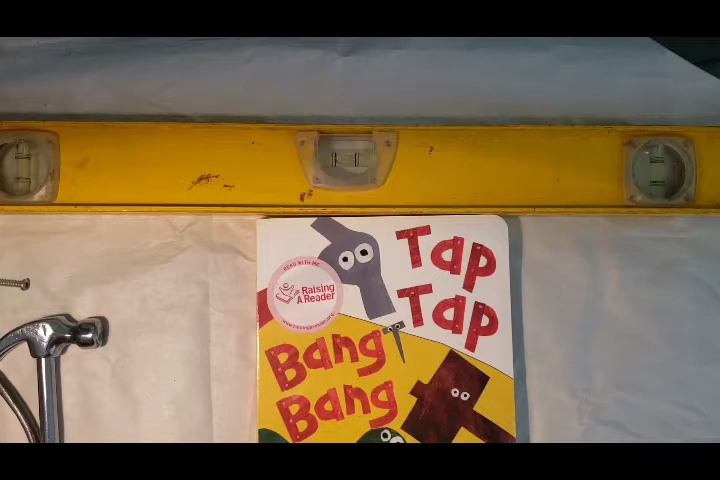 Tap
Tap
Bang
Bang
READ WITH ME
Raising
A Reader